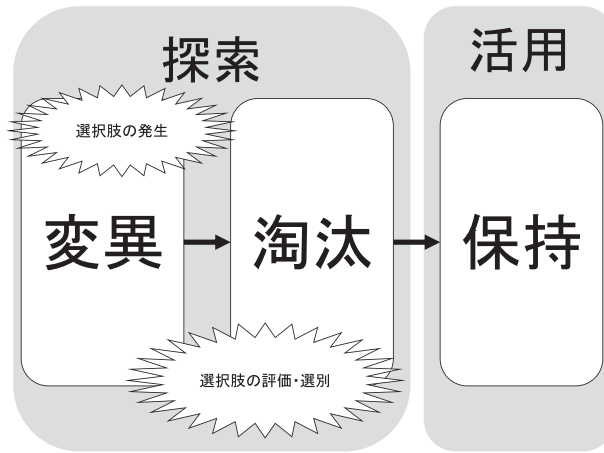 探索
活用
選択肢の発生
変異
淘汰
保持
選択肢の評価・選別